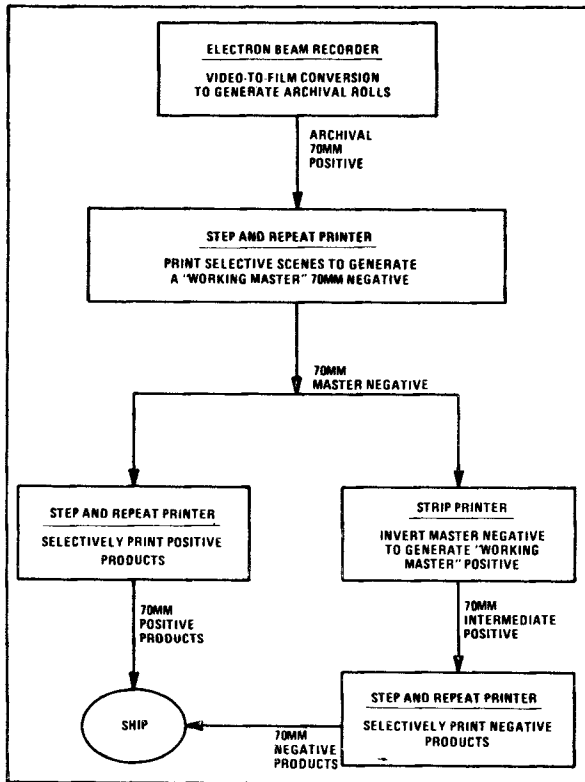 ELECTRON BEAM RECORDER
VIDEO-TO-FILM CONVERSION
TO GENERATE ARCHIVAL ROLLS
ARCHIVAL
70MM
POSITIVE
STEP AND REPEAT PRINTER
PRINT SELECTIVE SCENES TO GENERATE
A "WORKING MASTER" 70MM NEGATIVE
70MM
MASTER NEGATIVE
STEP AND REPEAT PRINTER
SELECTIVELY PRINT POSITIVE
PRODUCTS
STRIP PRINTER
INVERT MASTER NEGATIVE
TO GENERATE "WORKING
MASTER" POSITIVE
70MM
POSITIVE
PRODUCTS
70MM
INTERMEDIATE
POSITIVE
SHIP
70MM
NEGATIVE
PRODUCTS
STEP AND REPEAT PRINTER
SELECTIVELY PRINT NEGATIVE
PRODUCTS